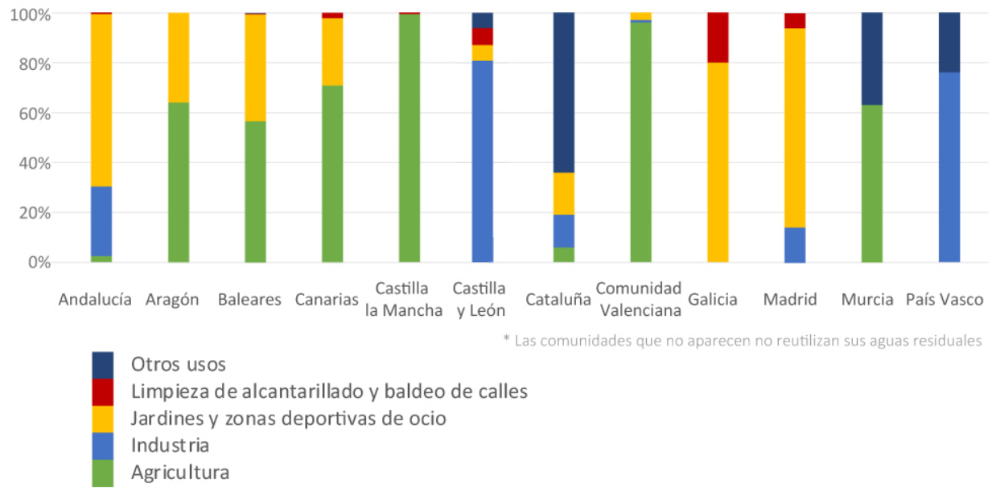 100%
80%
60%
40%
20%
0%
Andalucía
Aragón
Baleares
Canarias
Castilla
la Mancha
Castilla
y León
Cataluña
Comunidad
Valenciana
Galicia
Madrid
Murcia
País Vasco
* Las comunidades que no aparecen no reutilizan sus aguas residuales
Otros usos
Limpieza de alcantarillado y baldeo de calles
Jardines y zonas deportivas de ocio
Industria
Agricultura